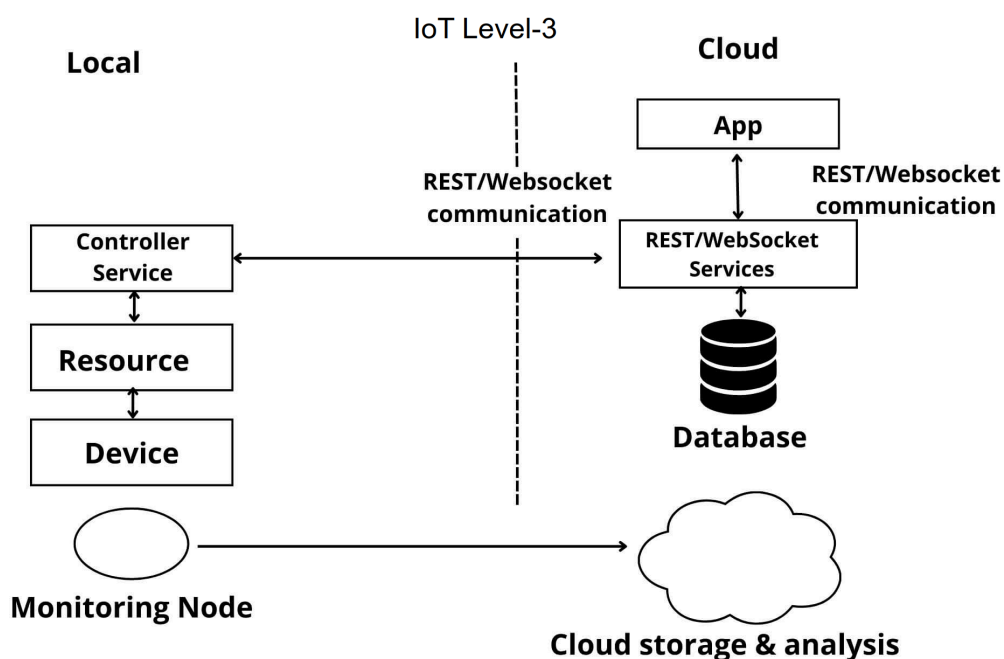 IoT Level-3
Local
Cloud
App
REST/Websocket
communication
REST/Websocket
communication
Controller
Service
REST/WebSocket
Services
Resource
Device
Database
Monitoring Node
Cloud storage & analysis